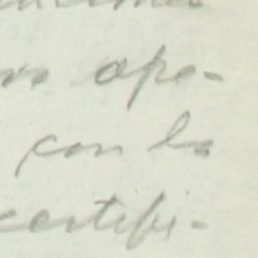 ope-
con la
certifi-